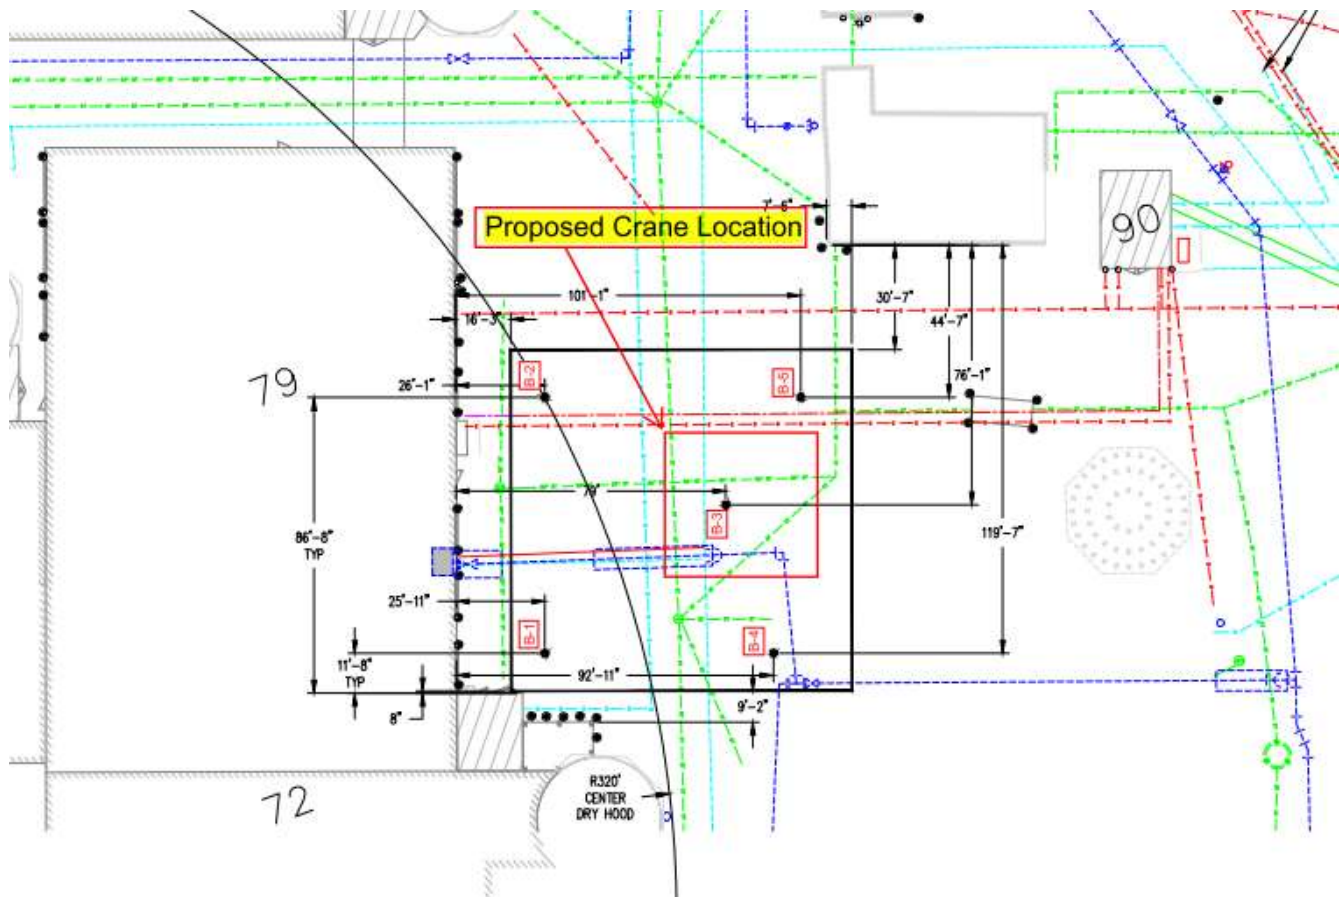 7'-6"
Proposed Crane Location
90
101'-1"
30'-7"
16'-3"
44'-7"
79
26'-1"
B-2
B-5
76'-1"
79'
B-3
86'-8"
TYP
119'-7"
25'-11"
B-1
B-4
11'-8"
TYP
92'-11"
8"
9'-2"
R320'
CENTER
DRY HOOD
72